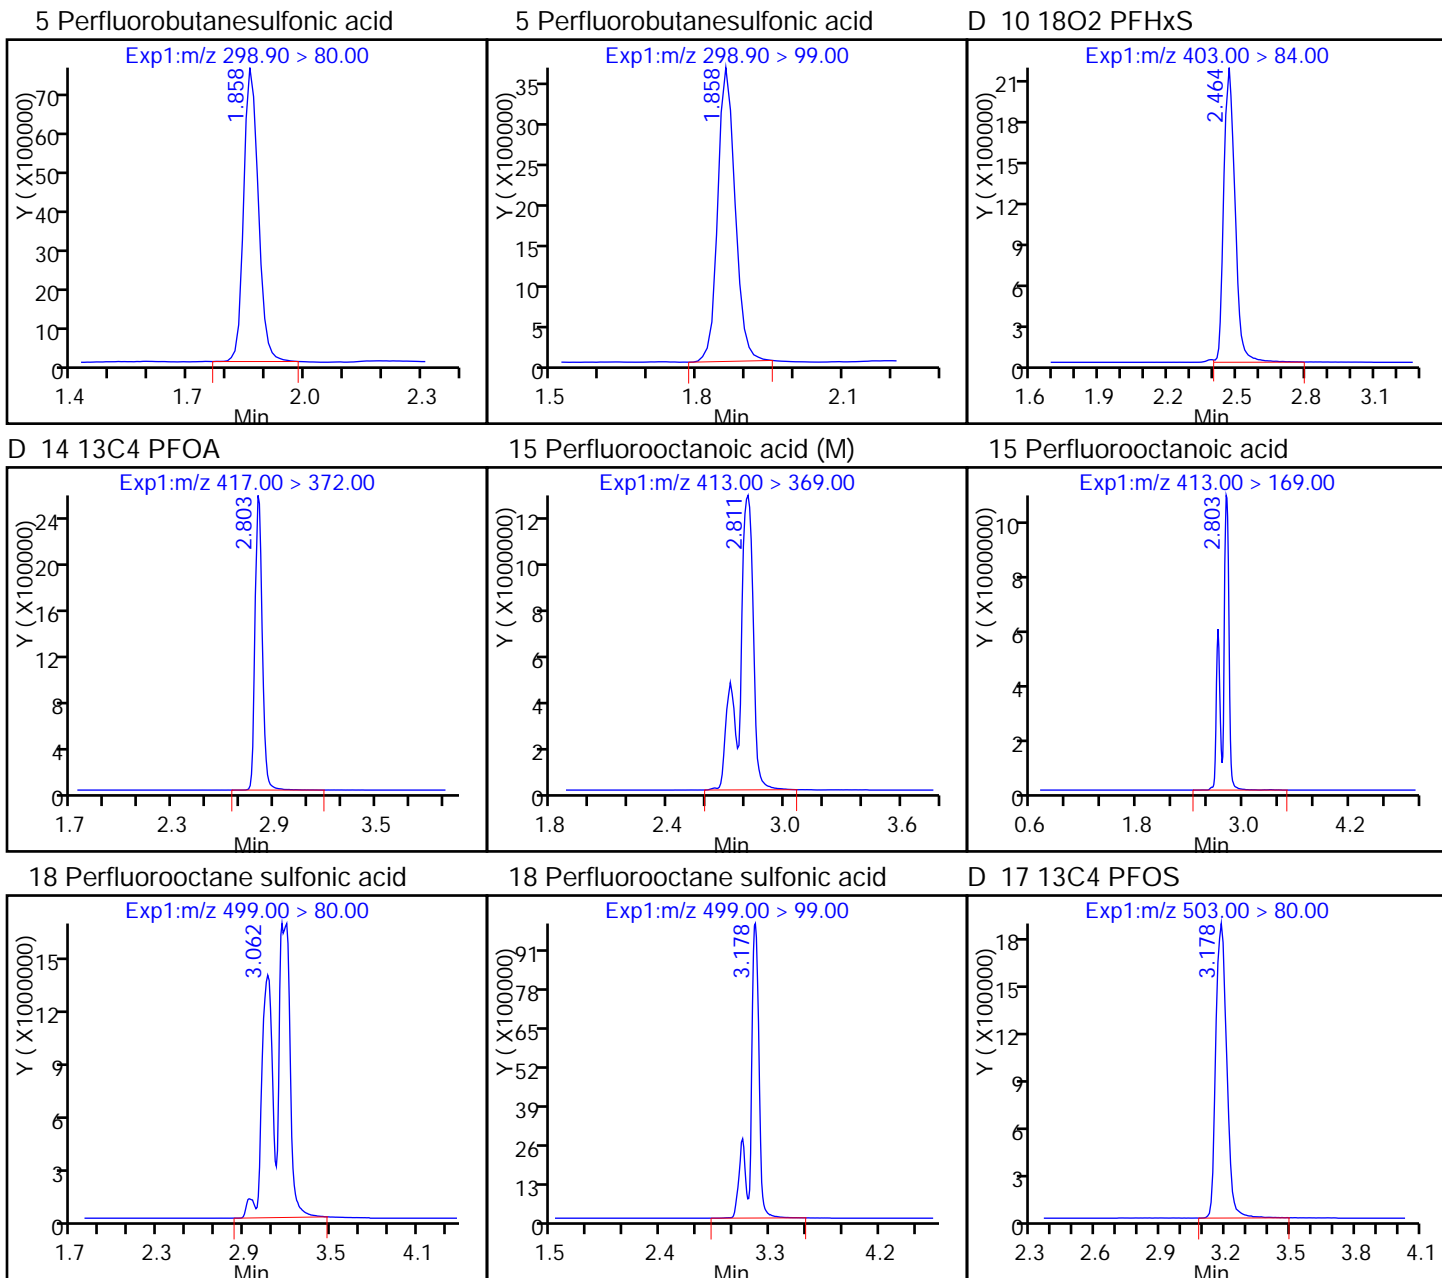 5 Perfluorobutanesulfonic acid
Exp1:m/z 298.90 > 80.00
1.858
Y ( X100000)
70
60
50
40
30
20
10
0
1.4 1.7 2.0 2.3
Min
5 Perfluorobutanesulfonic acid
Exp1:m/z 298.90 > 99.00
1.858
Y ( X100000)
35
30
25
20
15
10
5
0
1.5 1.8 2.1
Min
D 10 18O2 PFHxS
Exp1:m/z 403.00 > 84.00
2.464
Y ( X100000)
21
18
15
12
9
6
3
0
1.6 1.9 2.2 2.5 2.8 3.1
Min
D 14 13C4 PFOA
Exp1:m/z 417.00 > 372.00
2.803
Y ( X100000)
24
20
16
12
8
4
0
1.7 2.3 2.9 3.5
Min
15 Perfluorooctanoic acid (M)
Exp1:m/z 413.00 > 369.00
2.811
Y ( X1000000)
12
10
8
6
4
2
0
1.8 2.4 3.0 3.6
Min
15 Perfluorooctanoic acid
Exp1:m/z 413.00 > 169.00
2.803
Y ( X1000000)
10
8
6
4
2
0
0.6 1.8 3.0 4.2
Min
18 Perfluorooctane sulfonic acid
Exp1:m/z 499.00 > 80.00
3.062
Y ( X1000000)
15
12
9
6
3
0
1.7 2.3 2.9 3.5 4.1
Min
18 Perfluorooctane sulfonic acid
Exp1:m/z 499.00 > 99.00
3.178
Y ( X100000)
91
78
65
52
39
26
13
0
1.5 2.4 3.3 4.2
Min
D 17 13C4 PFOS
Exp1:m/z 503.00 > 80.00
3.178
Y ( X100000)
18
15
12
9
6
3
0
2.3 2.6 2.9 3.2 3.5 3.8 4.1
Min